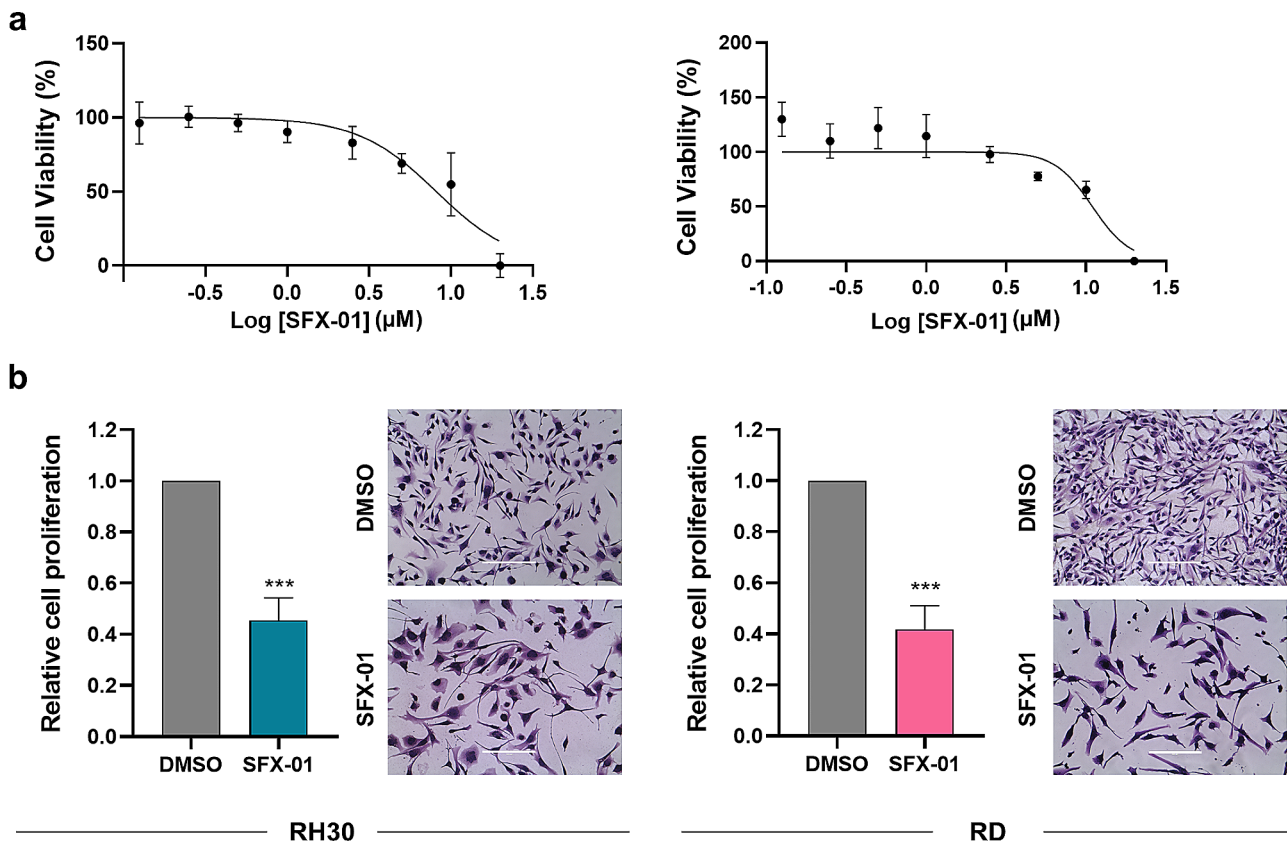 a
Cell Viability (%)
150
100
50
0
-0.5 0.0 0.5 1.0 1.5
Log [SFX-01] (µM)
Cell Viability (%)
200
150
100
50
0
-1.0 -0.5 0.0 0.5 1.0 1.5
Log [SFX-01] (µM)
b
Relative cell proliferation
1.2
1.0
0.8
0.6
0.4
0.2
0.0
***
DMSO SFX-01
DMSO
SFX-01
Relative cell proliferation
1.2
1.0
0.8
0.6
0.4
0.2
0.0
***
DMSO SFX-01
DMSO
SFX-01
RH30
RD